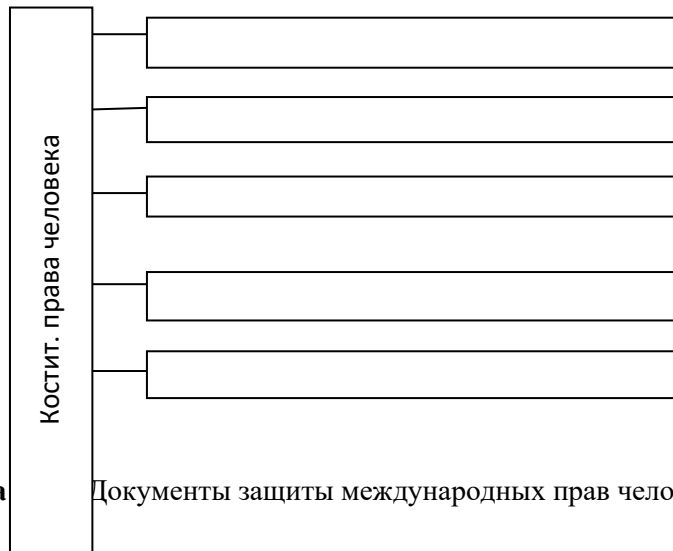 Костит. права человека
а Документы защиты международных прав чело